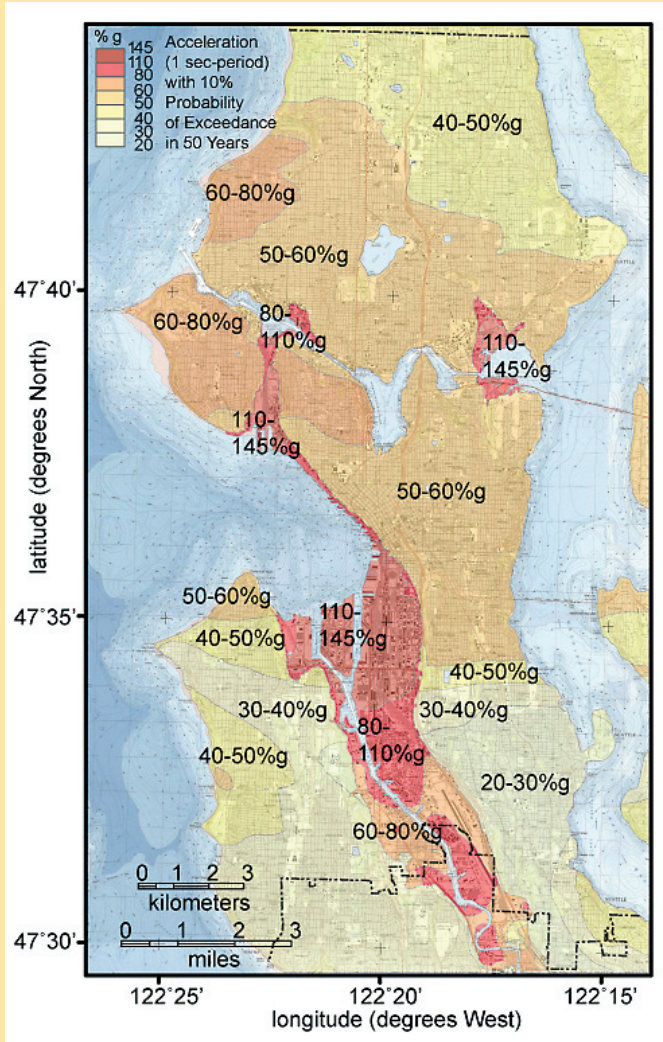 % g
145
110
80
60
50
40
30
20
Acceleration
(1 sec-period)
with 10%
Probability
of Exceedance
in 50 Years
40-50%g
60-80%g
50-60%g
47˚40'
60-80%g
80-
110%g
110-
145%g
110-
145%g
50-60%g
latitude (degrees North)
47˚35'
50-60%g
110-
145%g
40-50%g
40-50%g
30-40%g
30-40%g
80-
110%g
40-50%g
20-30%g
60-80%g
0 1 2 3
kilometers
0 1 2 3
miles
47˚30'
122˚25'
122˚20'
122˚15'
longitude (degrees West)